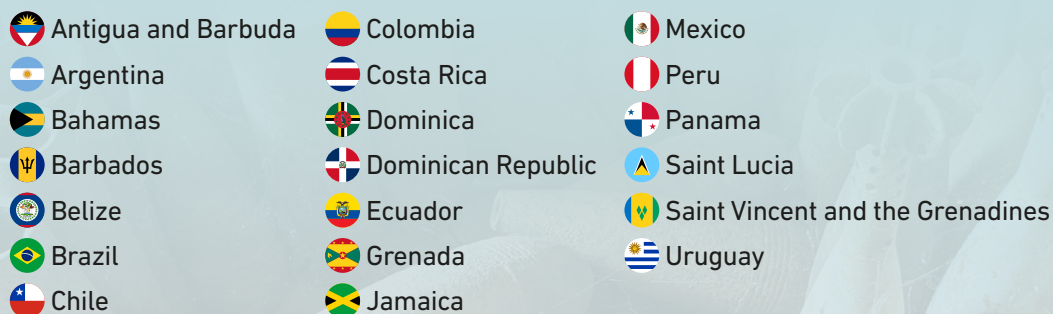 Antigua and Barbuda
Argentina
Bahamas
Barbados
Belize
Brazil
Chile
Colombia
Costa Rica
Dominica
Dominican Republic
Ecuador
Grenada
Jamaica
Mexico
Peru
Panama
Saint Lucia
Saint Vincent and the Grenadines
Uruguay